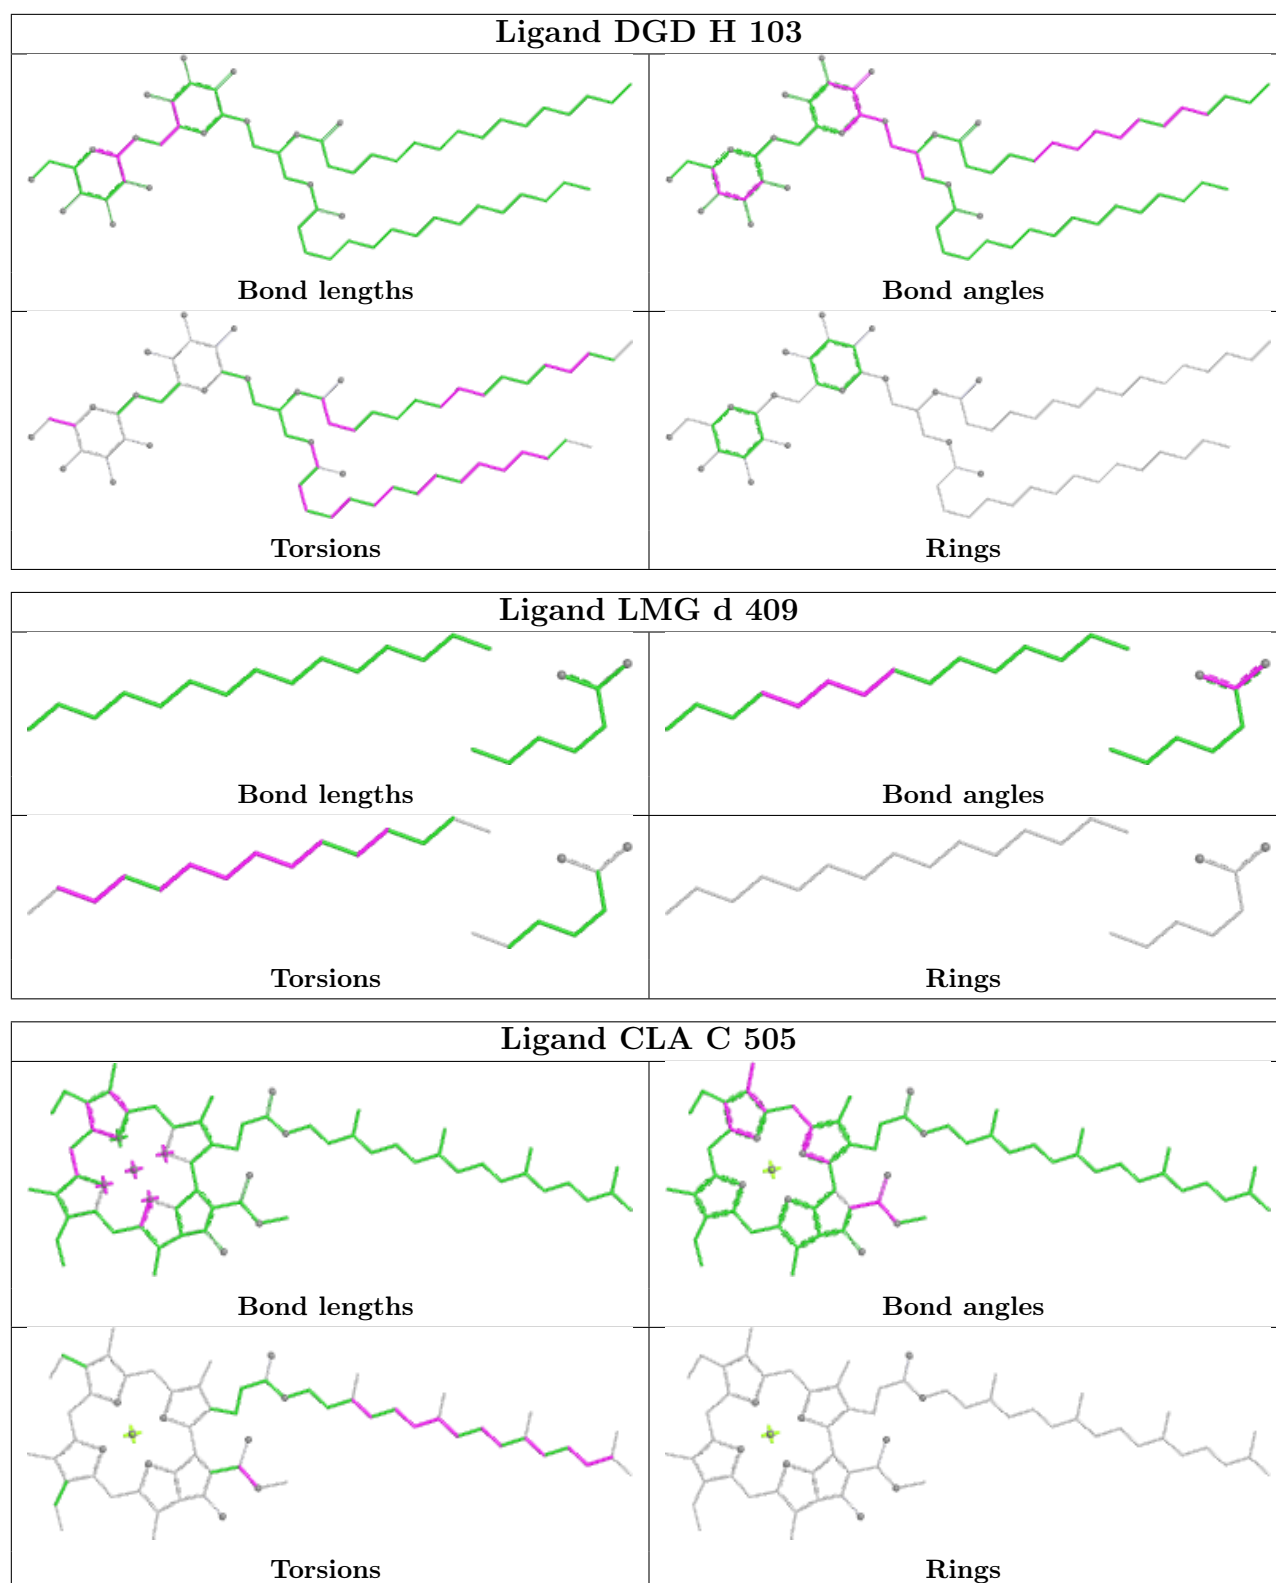 Ligand DGD H 103
Bond lengths
Bond angles
Torsions
Rings
Ligand LMG d 409
Bond lengths
Bond angles
Torsions
Rings
Ligand CLA C 505
Bond lengths
Bond angles
Torsions
Rings